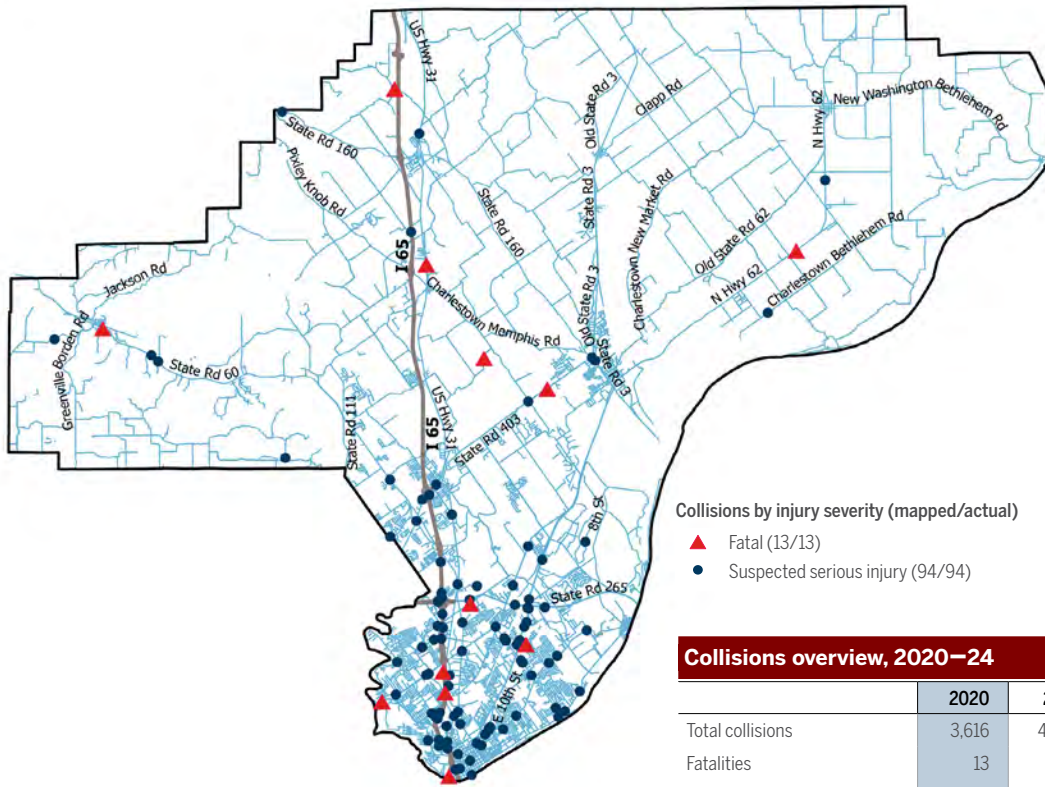 US Hwy 31
Old State Rd 3
Clapp Rd
N Hwy 62
New Washington Bethlehem Rd
State Rd 160
Pixley Knob Rd
State Rd 160
State Rd 3
Charlestown New Market Rd
Old State Rd 62
I 65
Jackson Rd
Charlestown Memphis Rd
Old State Rd 3
N Hwy 62
Charlestown Bethlehem Rd
Greenville Borden Rd
State Rd 60
State Rd 3
State Rd 111
US Hwy 31
I 65
State Rd 403
8th St
State Rd 265
E 10th St
Collisions by injury severity (mapped/actual)
Fatal (13/13)
Suspected serious injury (94/94)
Collisions overview, 2020—24
2020 2
Total collisions 3,616 4
Fatalities 13